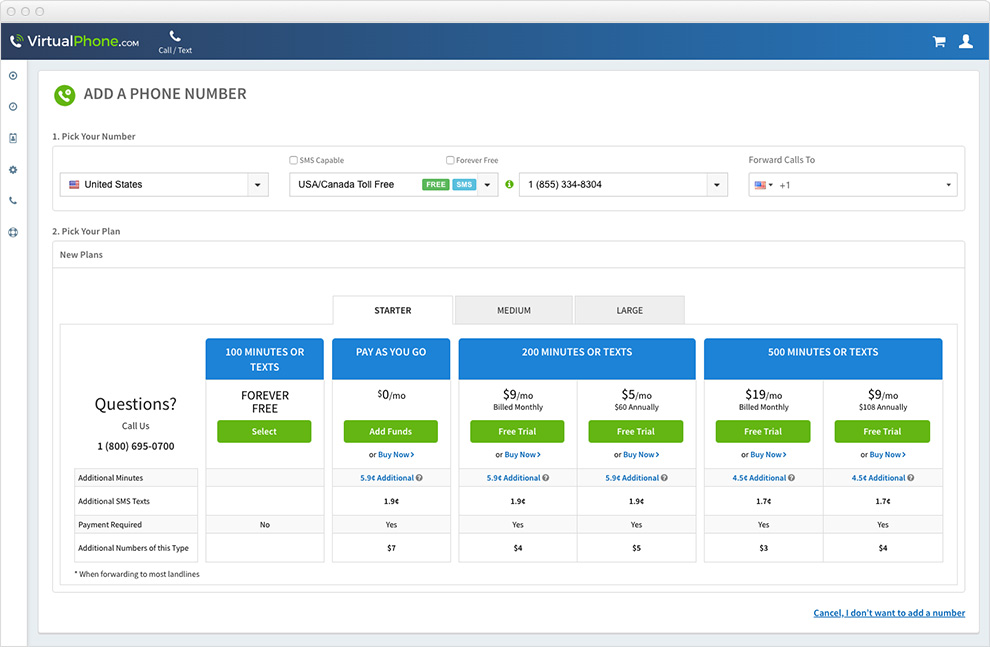 VirtualPhone.com
Call / Text
ADD A PHONE NUMBER
1. Pick Your Number
SMS Capable
Forever Free
Forward Calls To
United States
USA/Canada Toll Free FREE SMS
1 (855) 334-8304
+1
2. Pick Your Plan
New Plans
STARTER MEDIUM LARGE
100 MINUTES OR
TEXTS
PAY AS YOU GO
200 MINUTES OR TEXTS
500 MINUTES OR TEXTS
Questions?
Call Us
1 (800) 695-0700
FOREVER
FREE
Select
$0/mo
Add Funds
or Buy Now
$9/mo
Billed Monthly
Free Trial
or Buy Now
$5/mo
$60 Annually
Free Trial
or Buy Now
$19/mo
Billed Monthly
Free Trial
or Buy Now
$9/mo
$108 Annually
Free Trial
or Buy Now
Additional Minutes 5.9¢ Additional 5.9¢ Additional 5.9¢ Additional 4.5¢ Additional 4.5¢ Additional
Additional SMS Texts 1.9¢ 1.9¢ 1.9¢ 1.7¢ 1.7¢
Payment Required No Yes Yes Yes Yes Yes
Additional Numbers of this Type $7 $4 $5 $3 $4
* When forwarding to most landlines
Cancel, I don't want to add a number